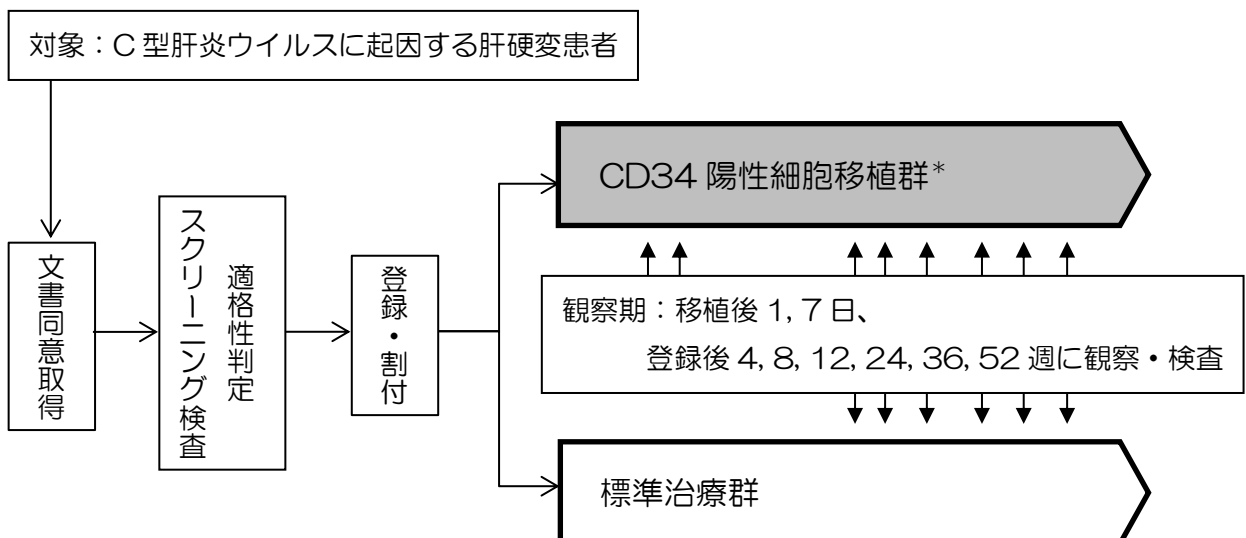 対象：C 型肝炎ウイルスに起因する肝硬変患者
文書同意取得
スクリーニング検査
適格性判定
登録・割付
CD34 陽性細胞移植群*
観察期：移植後 1, 7 日、
登録後 4, 8, 12, 24, 36, 52 週に観察・検査
標準治療群